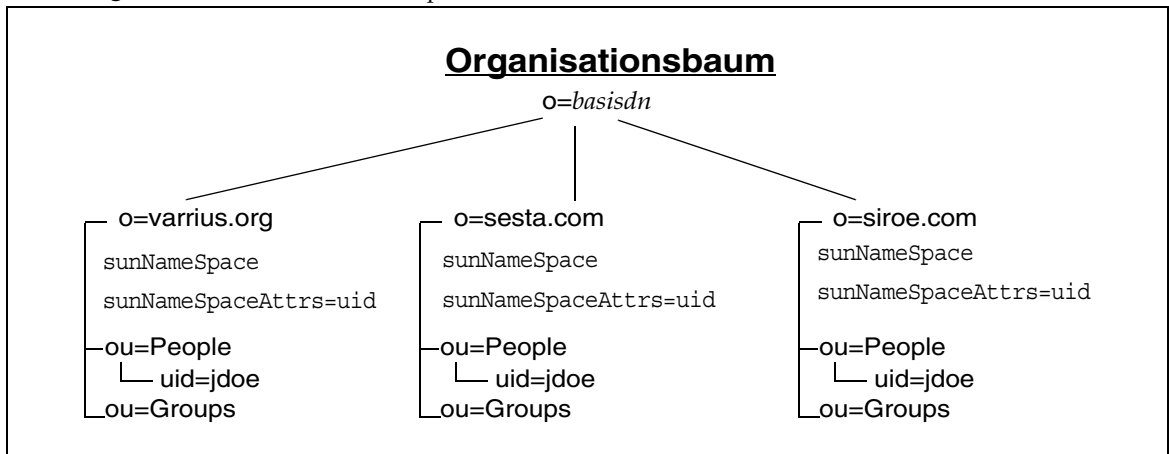 Organisationsbaum
o=basisdn
o=varrius.org
sunNameSpace
sunNameSpaceAttrs=uid
ou=People
uid=jdoe
ou=Groups
o=sesta.com
sunNameSpace
sunNameSpaceAttrs=uid
ou=People
uid=jdoe
ou=Groups
o=siroe.com
sunNameSpace
sunNameSpaceAttrs=uid
ou=People
uid=jdoe
ou=Groups